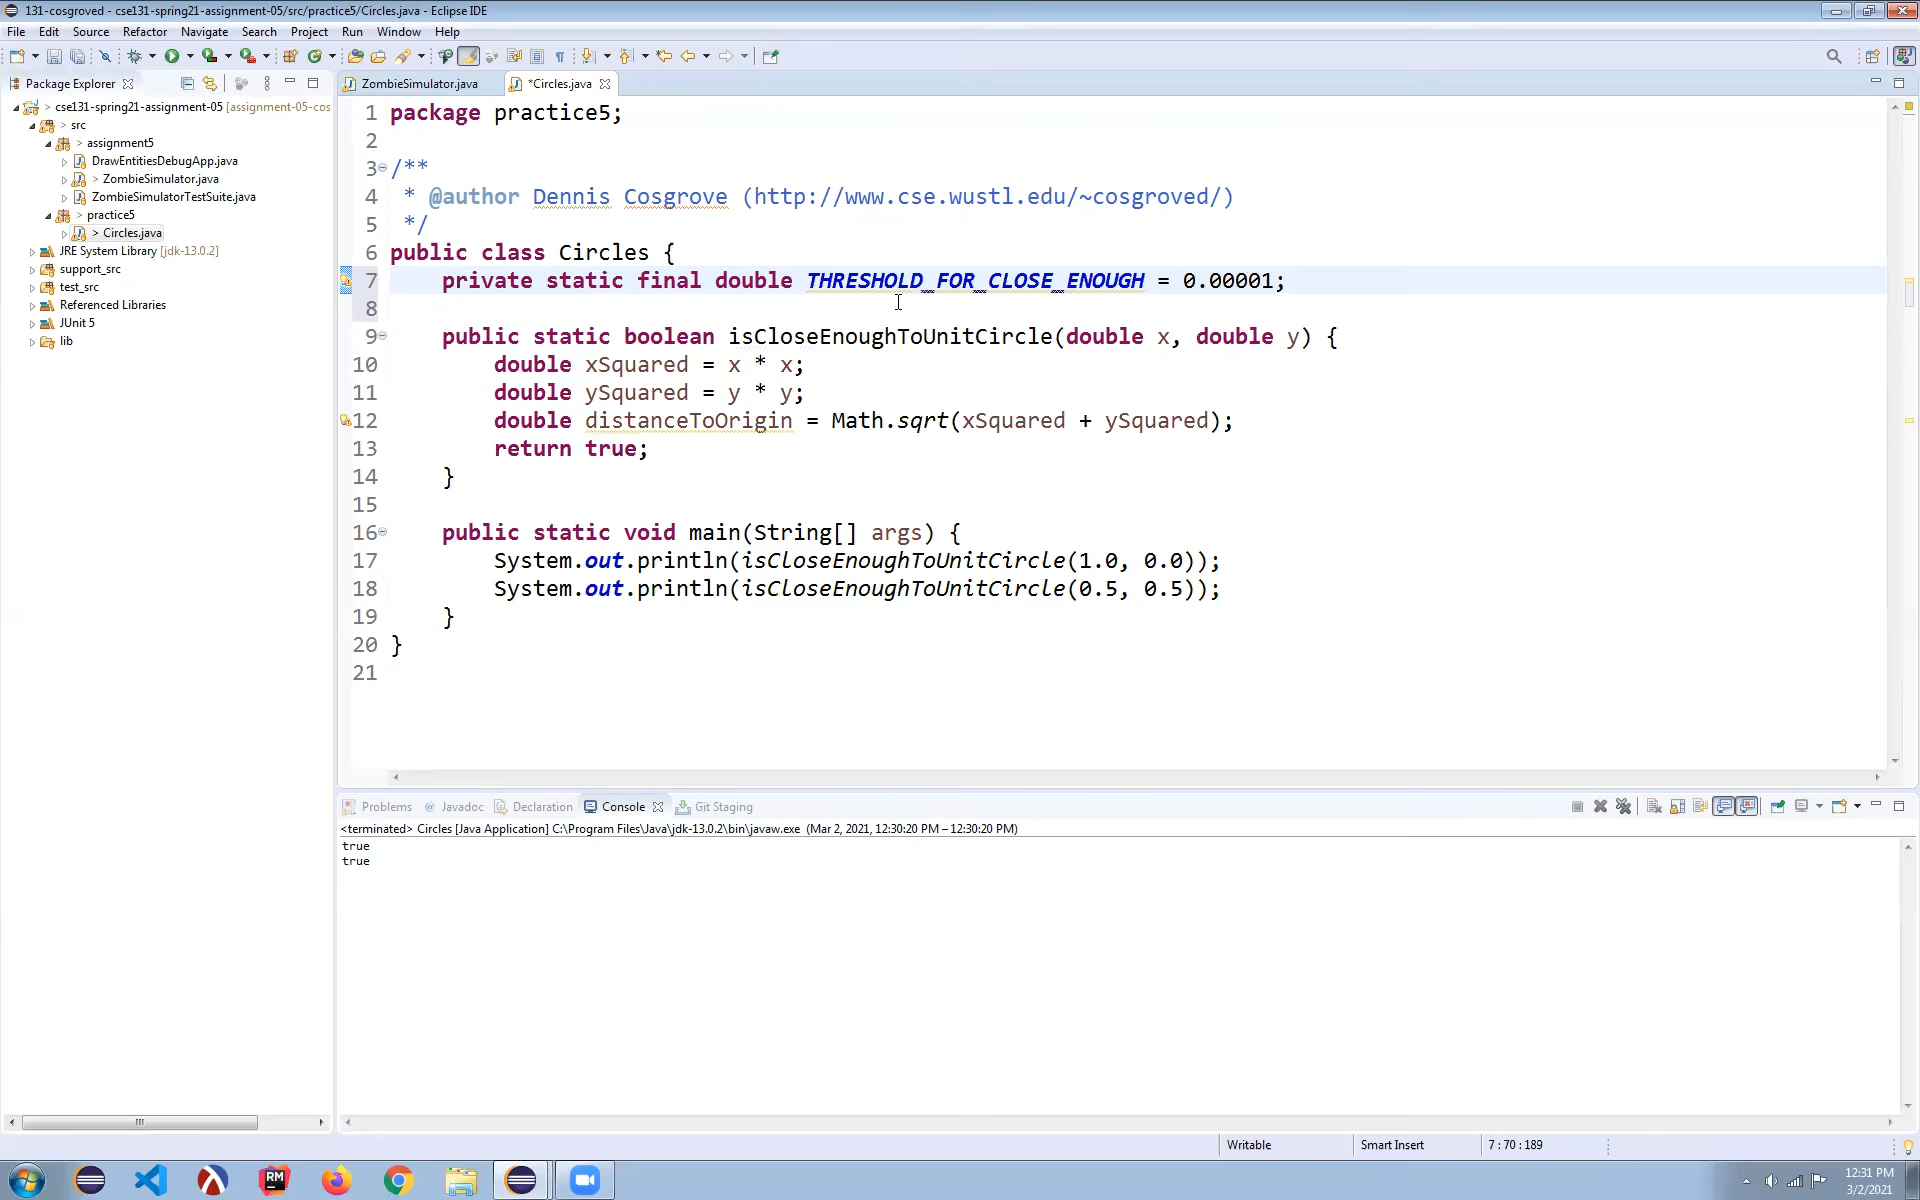 131-cosgroved - cse131-spring21-assignment-05/src/practice5/Circles.java - Eclipse IDE
File Edit Source Refactor Navigate Search Project Run Window Help
Package Explorer
> cse131-spring21-assignment-05 [assignment-05-cos
> src
> assignment5
DrawEntitiesDebugApp.java
> ZombieSimulator.java
ZombieSimulatorTestSuite.java
> practice5
> Circles.java
JRE System Library [jdk-13.0.2]
support_src
test_src
Referenced Libraries
JUnit 5
lib
ZombieSimulator.java *Circles.java
1 package practice5;
2
3 /**
4 * @author Dennis Cosgrove (http://www.cse.wustl.edu/~cosgroved/)
5 */
6 public class Circles {
7 private static final double THRESHOLD_FOR_CLOSE_ENOUGH = 0.00001;
8
9 public static boolean isCloseEnoughToUnitCircle(double x, double y) {
10 double xSquared = x * x;
11 double ySquared = y * y;
12 double distanceToOrigin = Math.sqrt(xSquared + ySquared);
13 return true;
14 }
15
16 public static void main(String[] args) {
17 System.out.println(isCloseEnoughToUnitCircle(1.0, 0.0));
18 System.out.println(isCloseEnoughToUnitCircle(0.5, 0.5));
19 }
20 }
21
Problems @ Javadoc Declaration Console Git Staging
<terminated> Circles [Java Application] C:\Program Files\Java\jdk-13.0.2\bin\javaw.exe (Mar 2, 2021, 12:30:20 PM – 12:30:20 PM)
true
true
Writable Smart Insert 7 : 70 : 189
RM
12:31 PM
3/2/2021